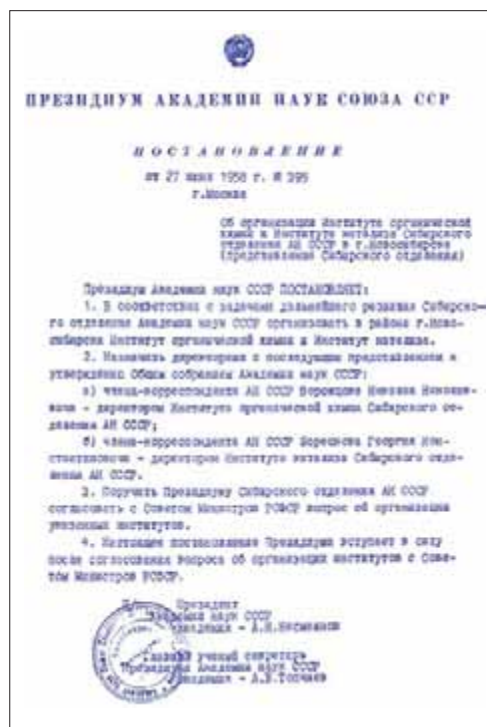 ПРЕЗИДИУМ АКАДЕМИИ НАУК СОЮЗА ССР
ПОСТАНОВЛЕНИЕ
от 27 июня 1958 г. № 395
г.Москва
Об организации Института органической
химии и Института катализа Сибирского
отделения АН СССР в г.Новосибирске
(представление Сибирского отделения)
Президиум Академии наук СССР ПОСТАНОВЛЯЕТ:
1. В соответствии с задачами дальнейшего развития Сибирско-
го отделения Академии наук СССР организовать в районе г.Ново-
сибирска Институт органической химии и Институт катализа.
2. Назначить директорами с последующим представлением к
утверждению Общим собранием Академии наук СССР:
а) члена-корреспондента АН СССР Ворожцова Николая Николае-
вича - директором Института органической химии Сибирского от-
деления АН СССР;
б) члена-корреспондента АН СССР Борескова Георгия Кон-
стантиновича - директором Института катализа Сибирского отде-
ления АН СССР.
3. Поручить Президиуму Сибирского отделения АН СССР
согласовать с Советом Министров РСФСР вопрос об организации
указанных институтов.
4. Настоящее постановление Президиума вступает в силу
после согласования вопроса об организации институтов с Сове-
том Министров РСФСР.
Президент
Академии наук СССР
академик - А.Н.Несмеянов
Главный ученый секретарь
Президиума Академии наук СССР
академик - А.В.Топчиев